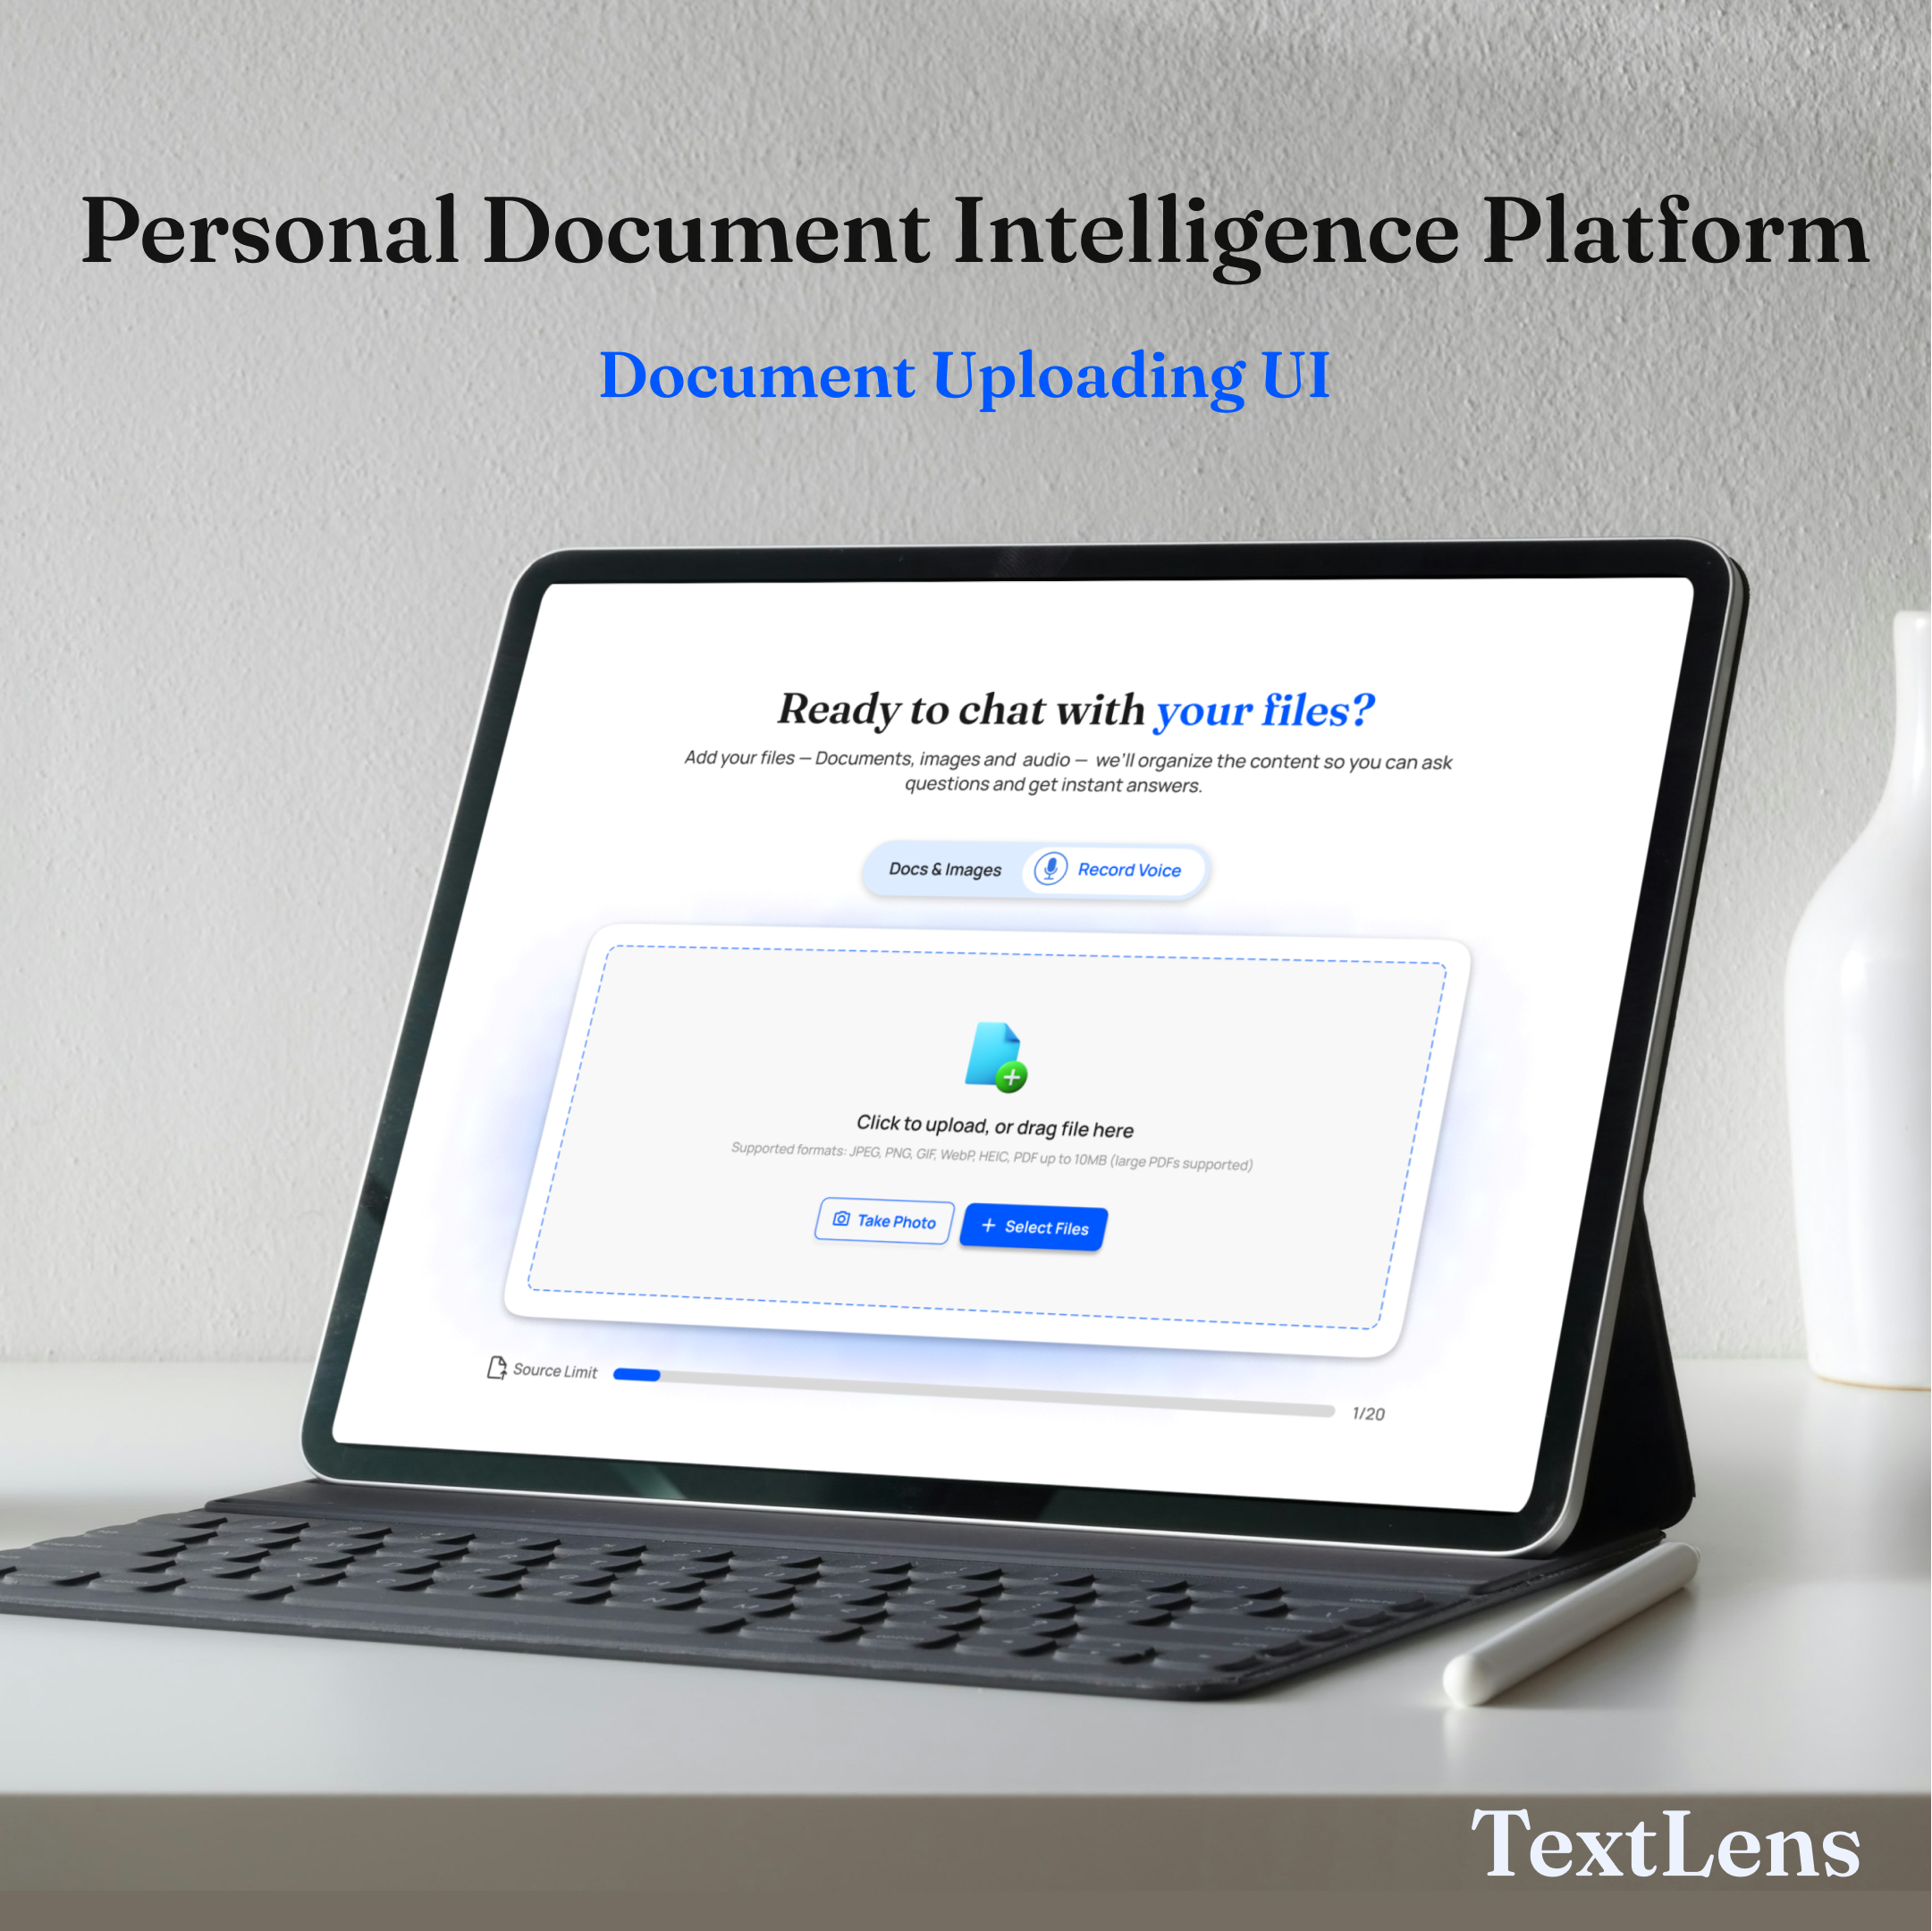 Personal Document Intelligence Platform
Document Uploading UI
Ready to chat with your files?
Add your files — Documents, images and audio — we'll organize the content so you can ask
questions and get instant answers.
Docs & Images
Record Voice
Click to upload, or drag file here
Supported formats: JPEG, PNG, GIF, WebP, HEIC, PDF up to 10MB (large PDFs supported)
Take Photo
+ Select Files
Source Limit
1/20
TextLens